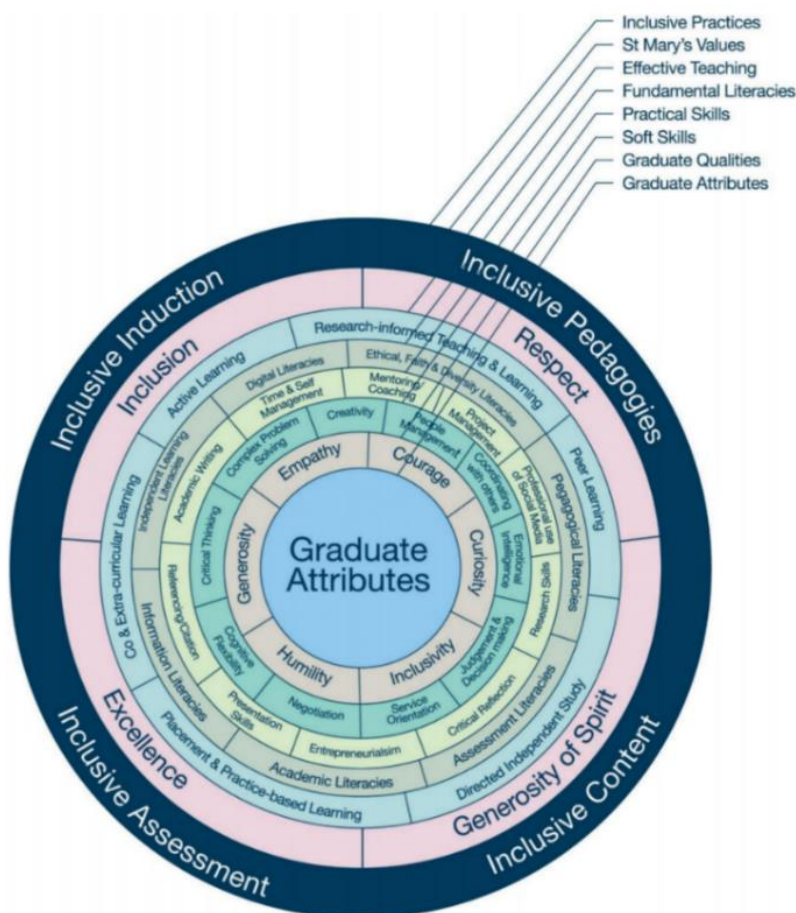 Inclusive Practices
St Mary's Values
Effective Teaching
Fundamental Literacies
Practical Skills
Soft Skills
Graduate Qualities
Graduate Attributes
Inclusive Induction
Inclusive Pedagogies
Inclusive Content
Inclusive Assessment
Inclusion
Respect
Generosity of Spirit
Excellence
Active Learning
Research-informed Teaching & Learning
Peer Learning
Directed Independent Study
Placement & Practice-based Learning
Co & Extra-curricular Learning
Digital Literacies
Ethical, Faith & Diversity Literacies
Pegagogical Literacies
Assessment Literacies
Academic Literacies
Information Literacies
Independent Learning
Literacies
Time & Self
Management
Mentoring/
Coaching
Project
Management
Professional use
of Social Media
Research Skills
Critical Reflection
Entrepreneurialsim
Presentation
Skills
Referencing/Citation
Academic Writing
Complex Problem
Solving
Creativity
People
Management
Coordinating
with others
Emotional
Intelligence
Judgement &
Decision making
Service
Orientation
Negotiation
Cognitive
Flexibility
Critical Thinking
Empathy
Courage
Curiosity
Inclusivity
Humility
Generosity
Graduate
Attributes